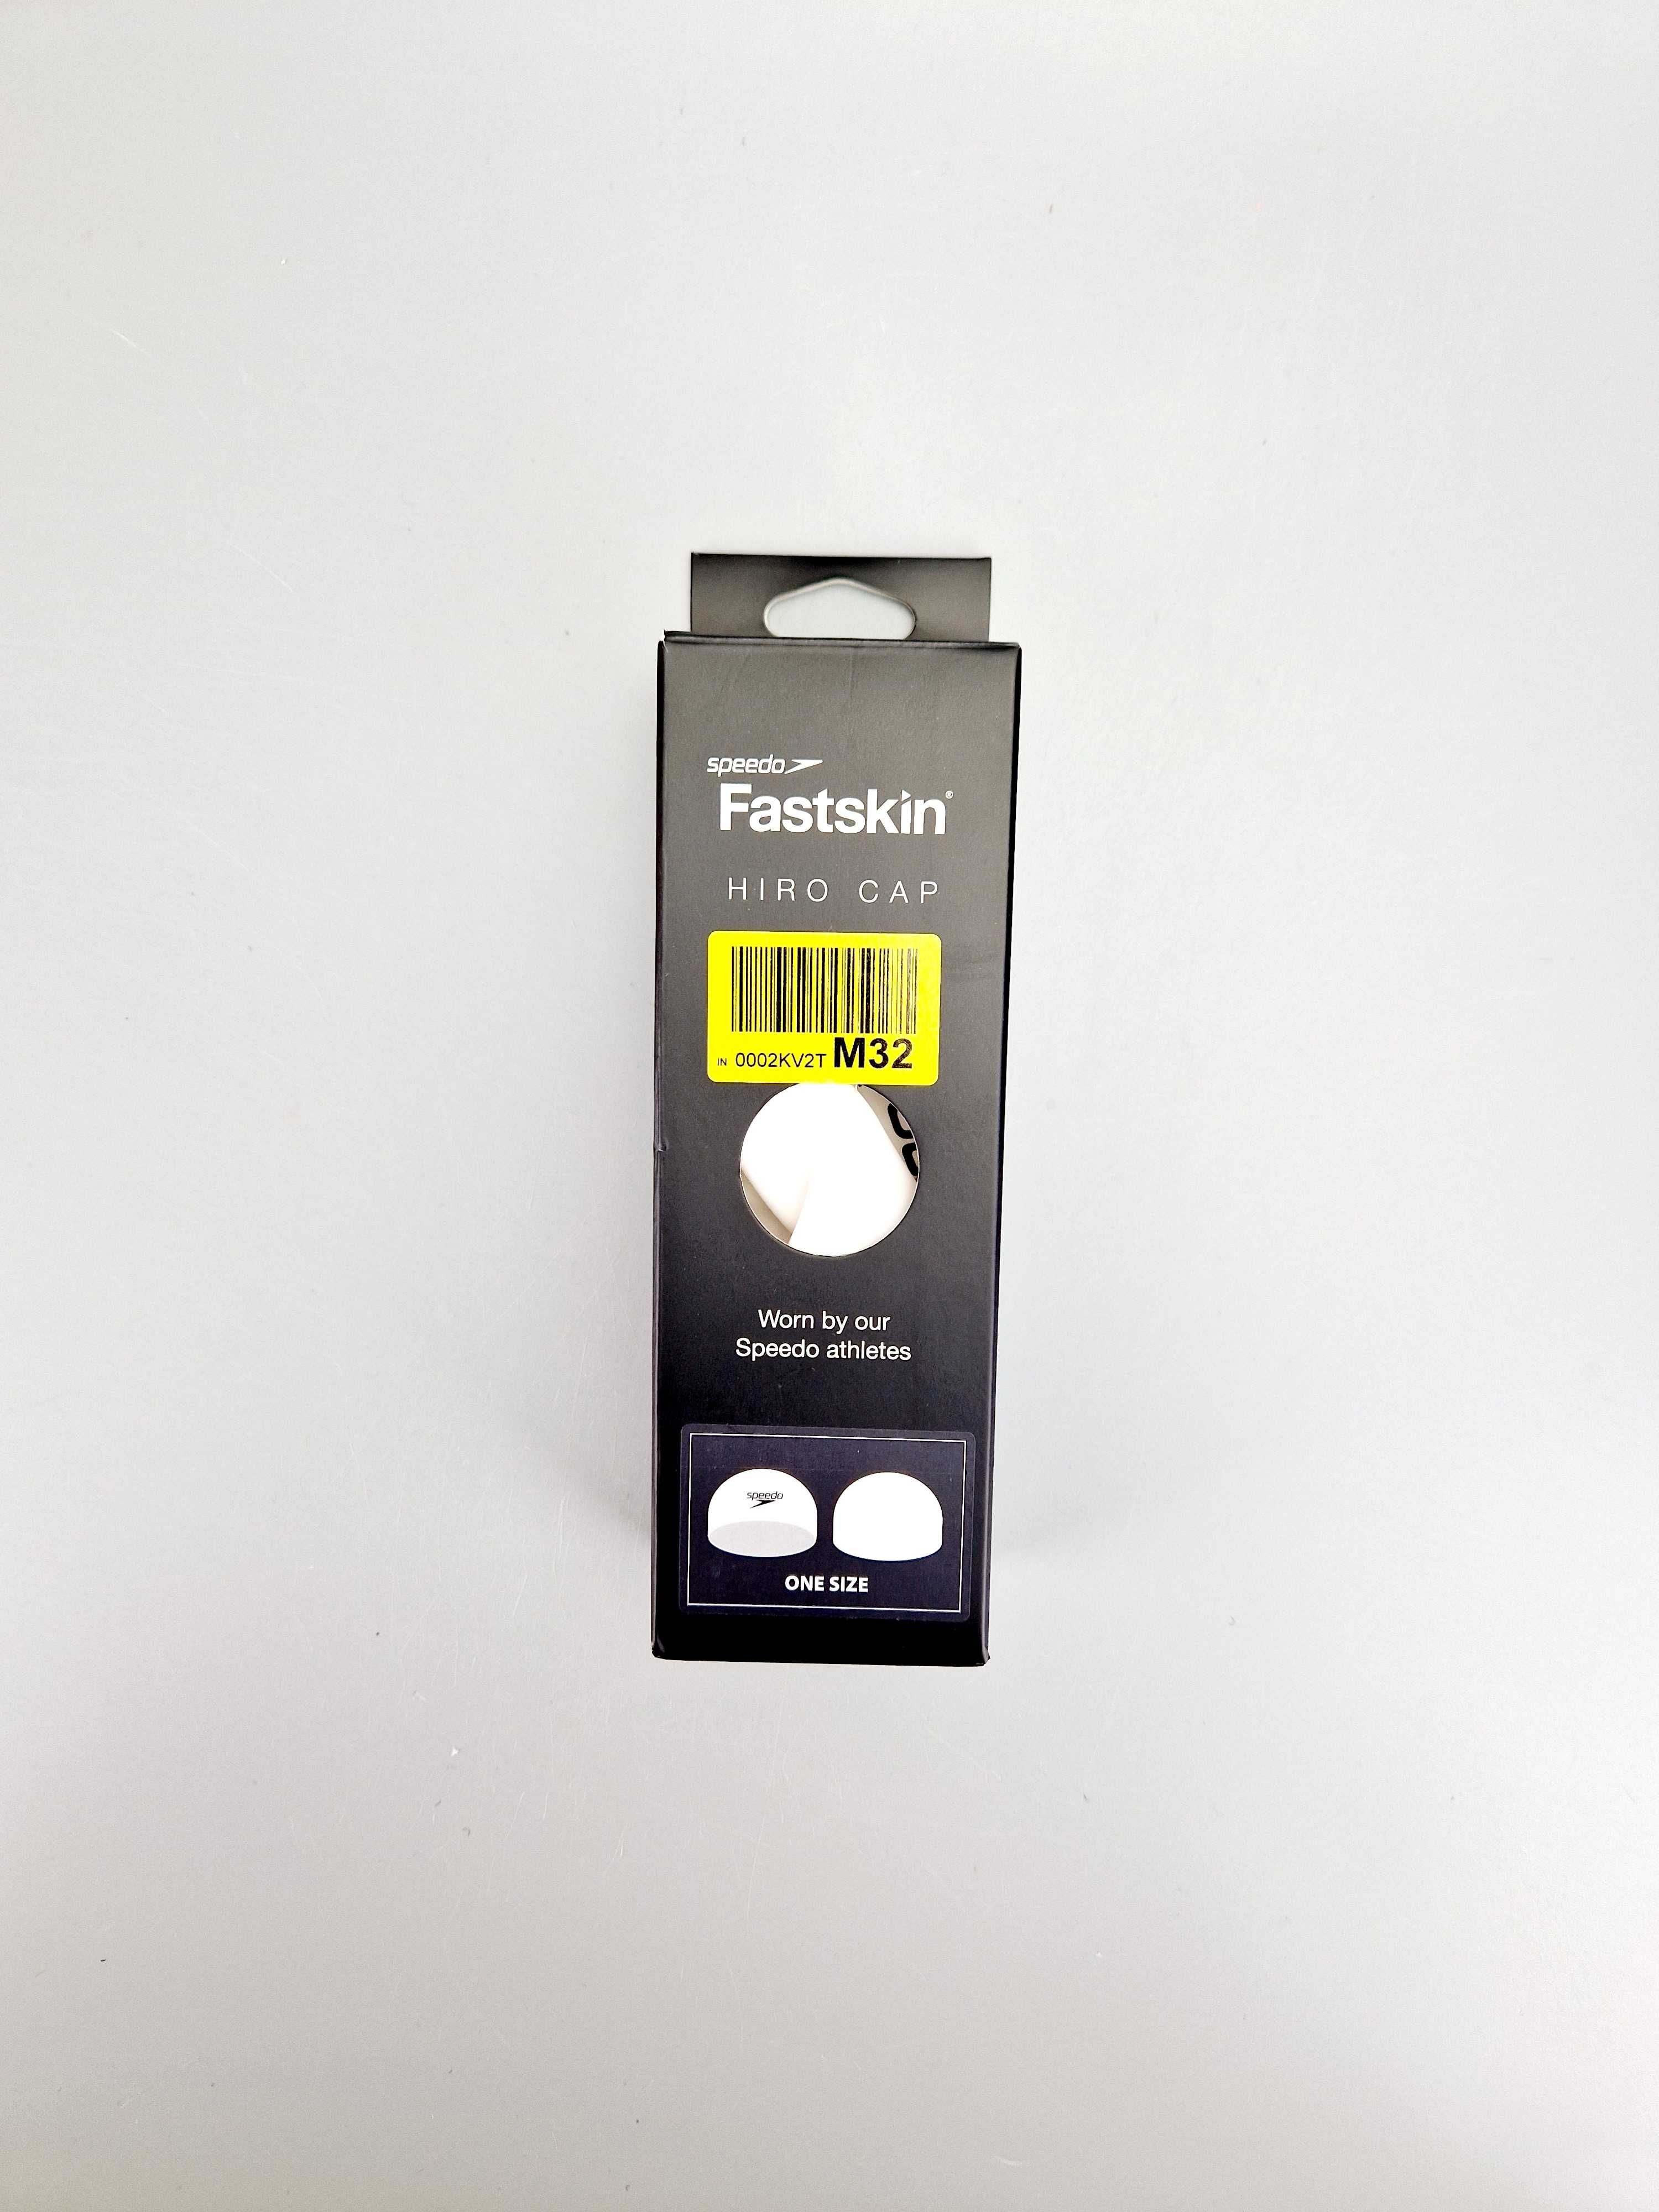 speedo
Fastskin®
HIRO CAP
IN 0002KV2T M32
Worn by our
Speedo athletes
speedo
ONE SIZE